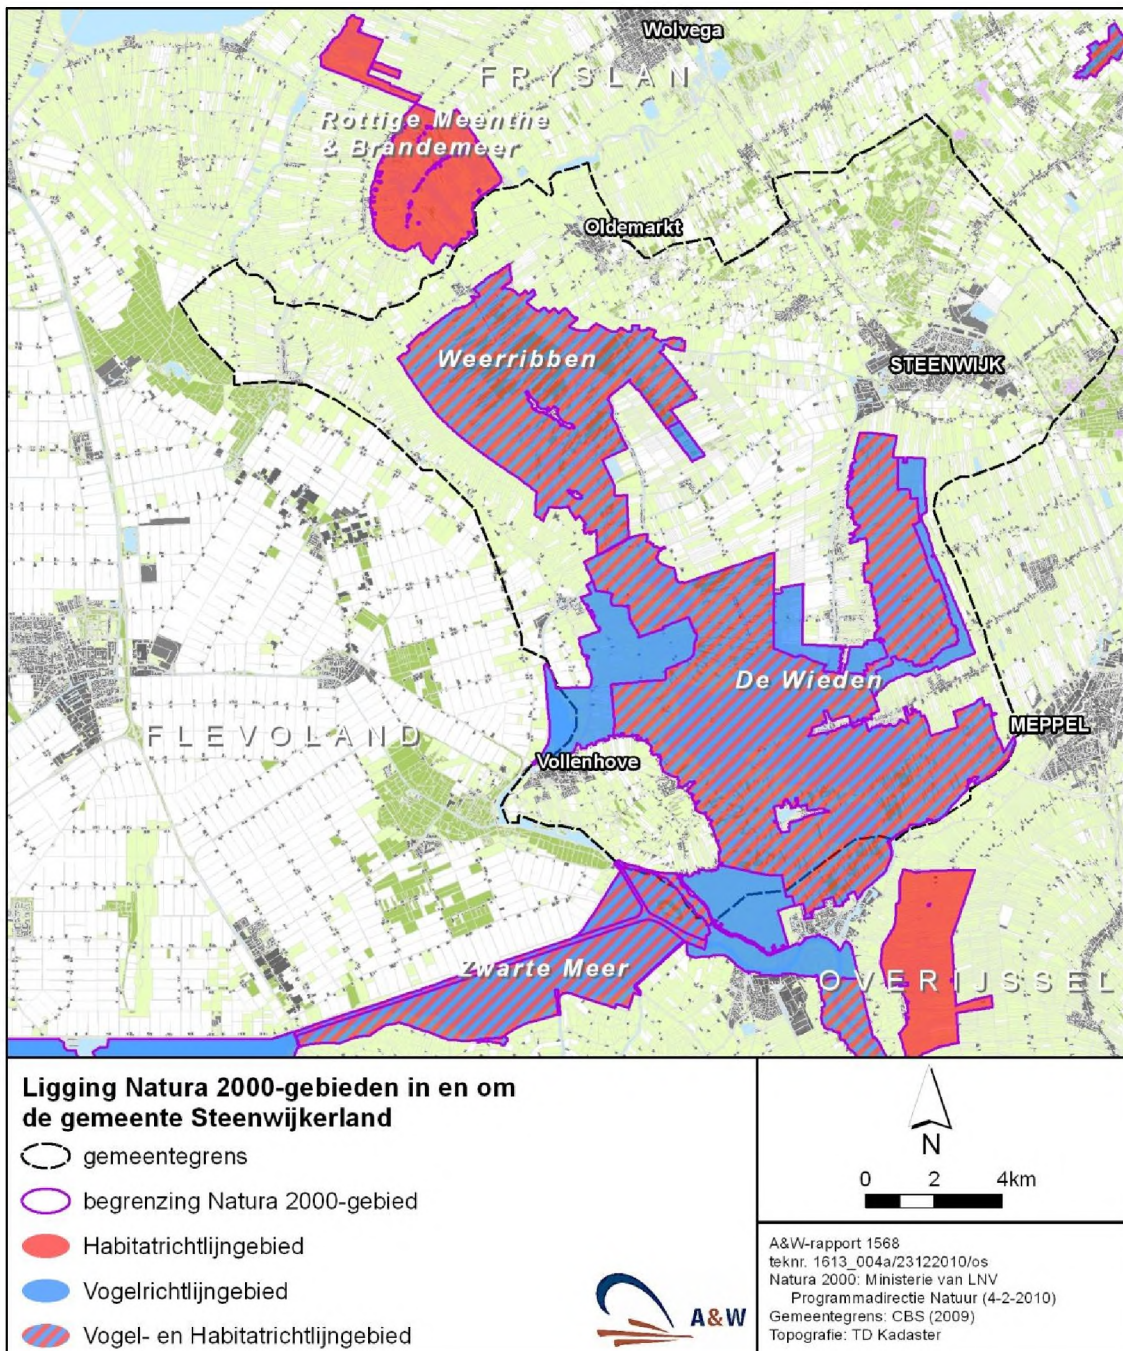 Wolvega
FRYSLAN
Rottige Meenthe
& Brandemeer
Oldemarkt
Weerribben
STEENWIJK
De Wieden
MEPPEL
FLEVOLAND
Vollenhove
Zwarte Meer
OVERIJSSEL
Ligging Natura 2000-gebieden in en om
de gemeente Steenwijkerland
gemeentegrens
begrenzing Natura 2000-gebied
Habitatrichtlijngebied
Vogelrichtlijngebied
Vogel- en Habitatrichtlijngebied
A&W
N
0 2 4km
A&W-rapport 1568
teknr. 1613_004a/23122010/os
Natura 2000: Ministerie van LNV
Programmadirectie Natuur (4-2-2010)
Gemeentegrens: CBS (2009)
Topografie: TD Kadaster